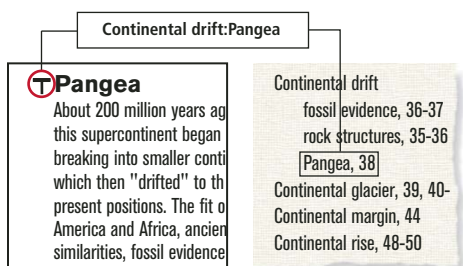 Continental drift:Pangea
Pangea
About 200 million years ag
this supercontinent began
breaking into smaller conti
which then "drifted" to th
present positions. The fit o
America and Africa, ancien
similarities, fossil evidence
Continental drift
fossil evidence, 36-37
rock structures, 35-36
Pangea, 38
Continental glacier, 39, 40-
Continental margin, 44
Continental rise, 48-50